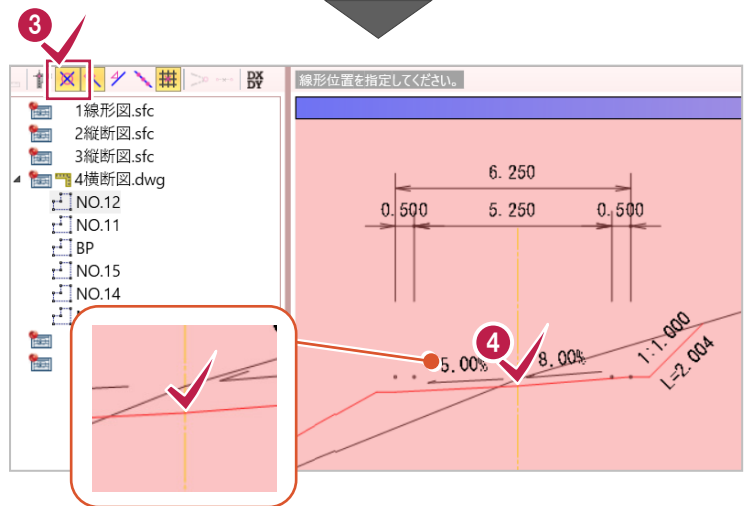 3
DX
BY
線形位置を指定してください。
1線形図.sfc
2縦断図.sfc
3縦断図.sfc
4横断図.dwg
NO.12
NO.11
BP
NO.15
NO.14
6.250
0.500
5.250
0.500
4
5.00%
8.00%
1:1.000
L=2.004